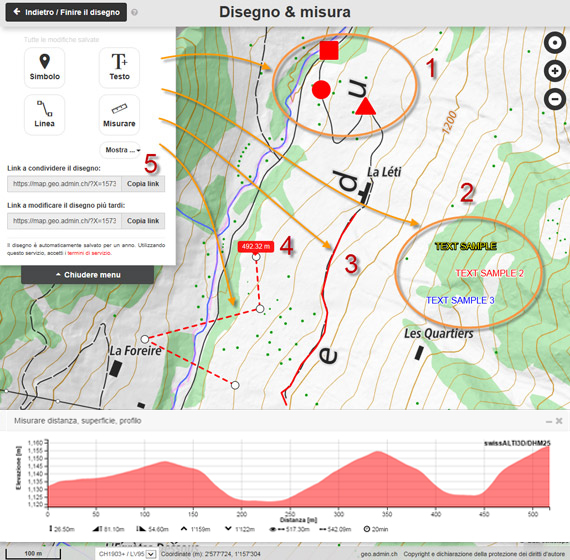 Indietro / Finire il disegno
Disegno & misura
Tutte le modifiche salvate
Simbolo
Testo
Linea
Misurare
Mostra ...
5
Link a condividere il disegno:
https://map.geo.admin.ch/?X=1573
Copia link
Link a modificare il disegno più tardi:
https://map.geo.admin.ch/?X=1573
Copia link
Il disegno è automaticamente salvato per un anno. Utilizzando
questo servizio, accetti i termini di servizio.
Chiudere menu
1
u
1200
d
La Léti
2
TEXT SAMPLE
TEXT SAMPLE 2
TEXT SAMPLE 3
492.32 m
4
3
La Foreire
e
Les Quartiers
Misurare distanza, superficie, profilo
swissALTI3D/DHM25
Elevazione [m]
1,160
1,155
1,150
1,145
1,140
1,135
1,130
1,125
1,120
0
50
100
150
200
250
300
350
400
450
500
Distanza [m]
26.50m
81.10m
54.60m
1'159m
1'122m
517.30m
542.09m
20min
100 m
CH1903+ / LV95
Coordinate (m): 2'577'724, 1'157'304
geo.admin.ch
Copyright e dichiarazione della protezione dei diritti d'autore